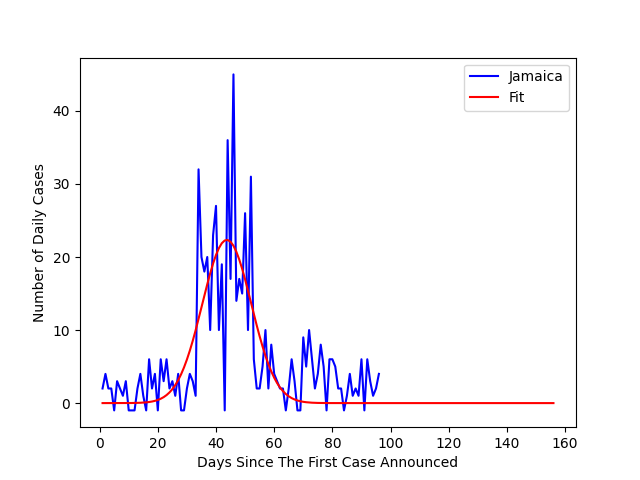 Jamaica
Fit
40
30
20
10
0
Number of Daily Cases
0 20 40 60 80 100 120 140 160
Days Since The First Case Announced